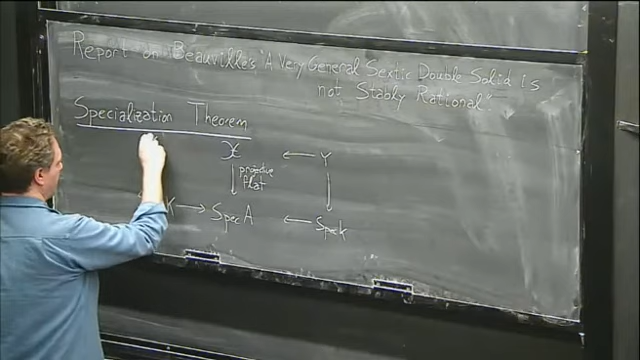 Report on Beauville's "A Very General Sextic Double Solid is
not Stably Rational"
Specialization Theorem
𝒳 ← Y
↓ projective flat ↓
K → Spec A ← Spec k